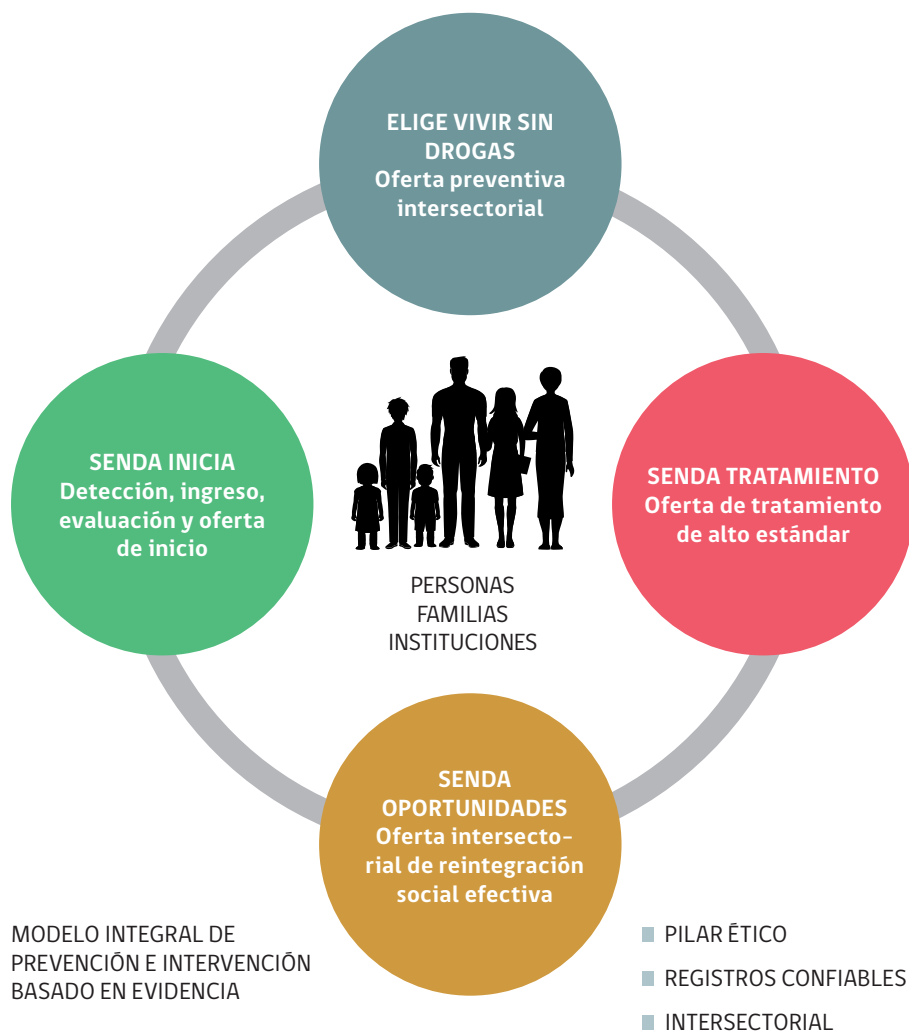 ELIGE VIVIR SIN
DROGAS
Oferta preventiva
intersectorial
SENDA INICIA
Detección, ingreso,
evaluación y oferta
de inicio
SENDA TRATAMIENTO
Oferta de tratamiento
de alto estándar
PERSONAS
FAMILIAS
INSTITUCIONES
SENDA
OPORTUNIDADES
Oferta intersecto-
rial de reintegración
social efectiva
MODELO INTEGRAL DE
PREVENCIÓN E INTERVENCIÓN
BASADO EN EVIDENCIA
PILAR ÉTICO
REGISTROS CONFIABLES
INTERSECTORIAL